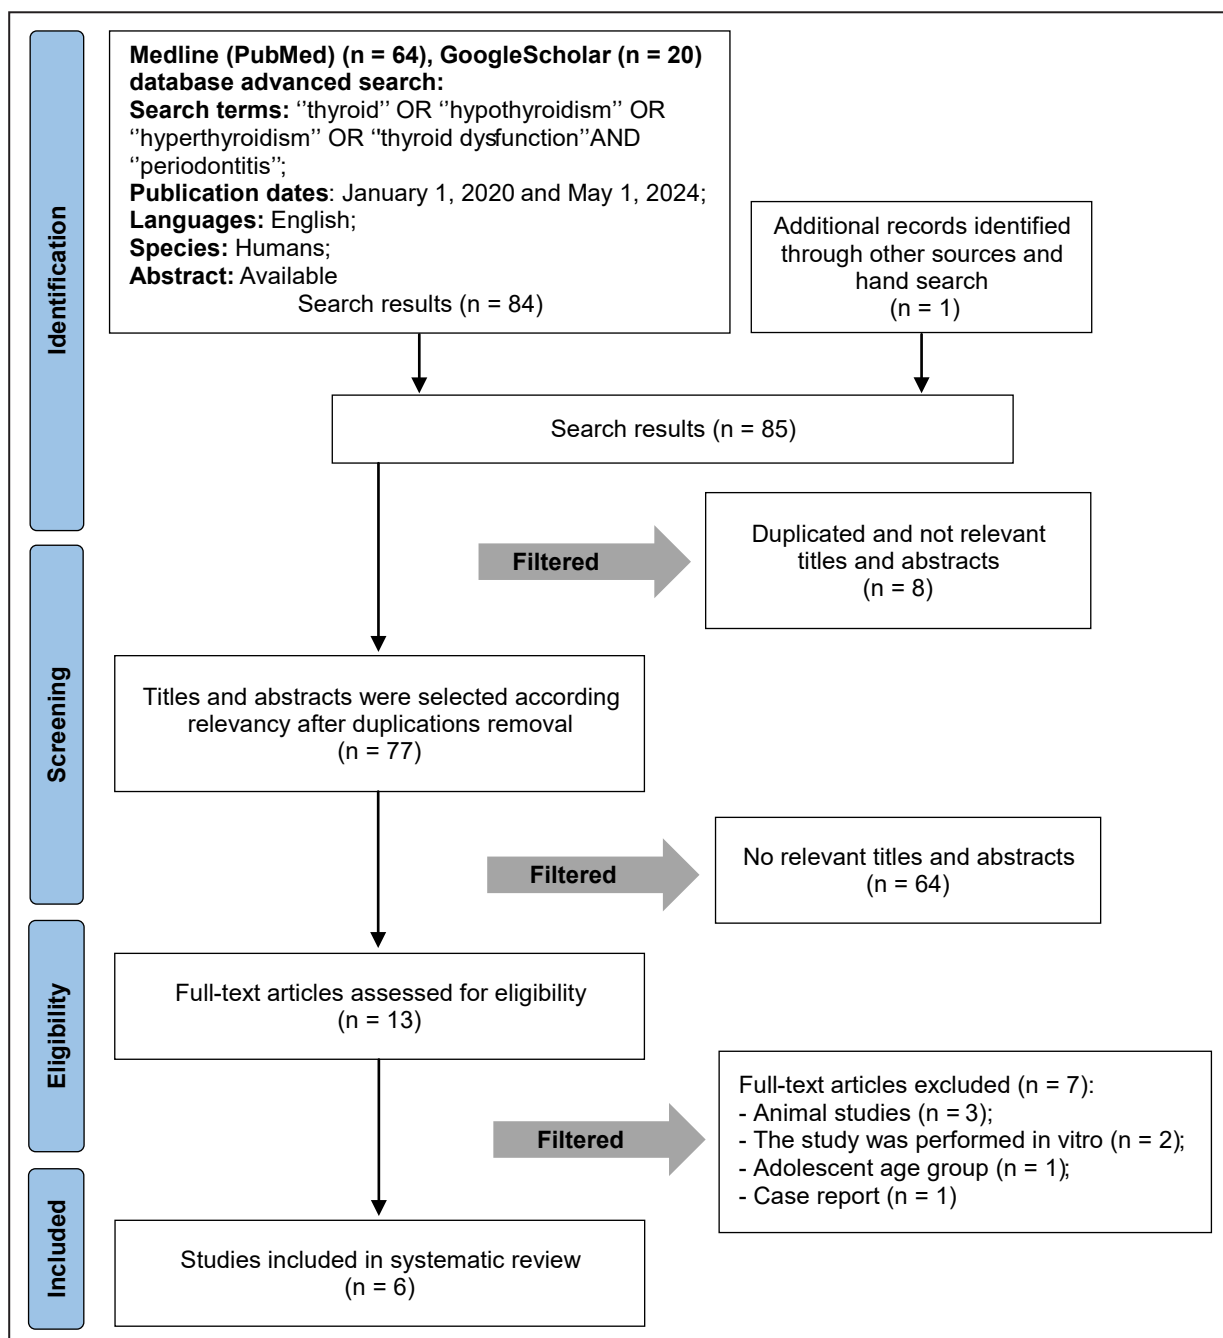 Identification
Medline (PubMed) (n = 64), GoogleScholar (n = 20)
database advanced search:
Search terms: ‘’thyroid’’ OR ‘’hypothyroidism’’ OR
‘’hyperthyroidism’’ OR ‘’thyroid dysfunction’’AND
‘’periodontitis’’;
Publication dates: January 1, 2020 and May 1, 2024;
Languages: English;
Species: Humans;
Abstract: Available
Search results (n = 84)
Additional records identified
through other sources and
hand search
(n = 1)
Search results (n = 85)
Screening
Filtered
Duplicated and not relevant
titles and abstracts
(n = 8)
Titles and abstracts were selected according
relevancy after duplications removal
(n = 77)
Filtered
No relevant titles and abstracts
(n = 64)
Eligibility
Full-text articles assessed for eligibility
(n = 13)
Filtered
Full-text articles excluded (n = 7):
- Animal studies (n = 3);
- The study was performed in vitro (n = 2);
- Adolescent age group (n = 1);
- Case report (n = 1)
Included
Studies included in systematic review
(n = 6)